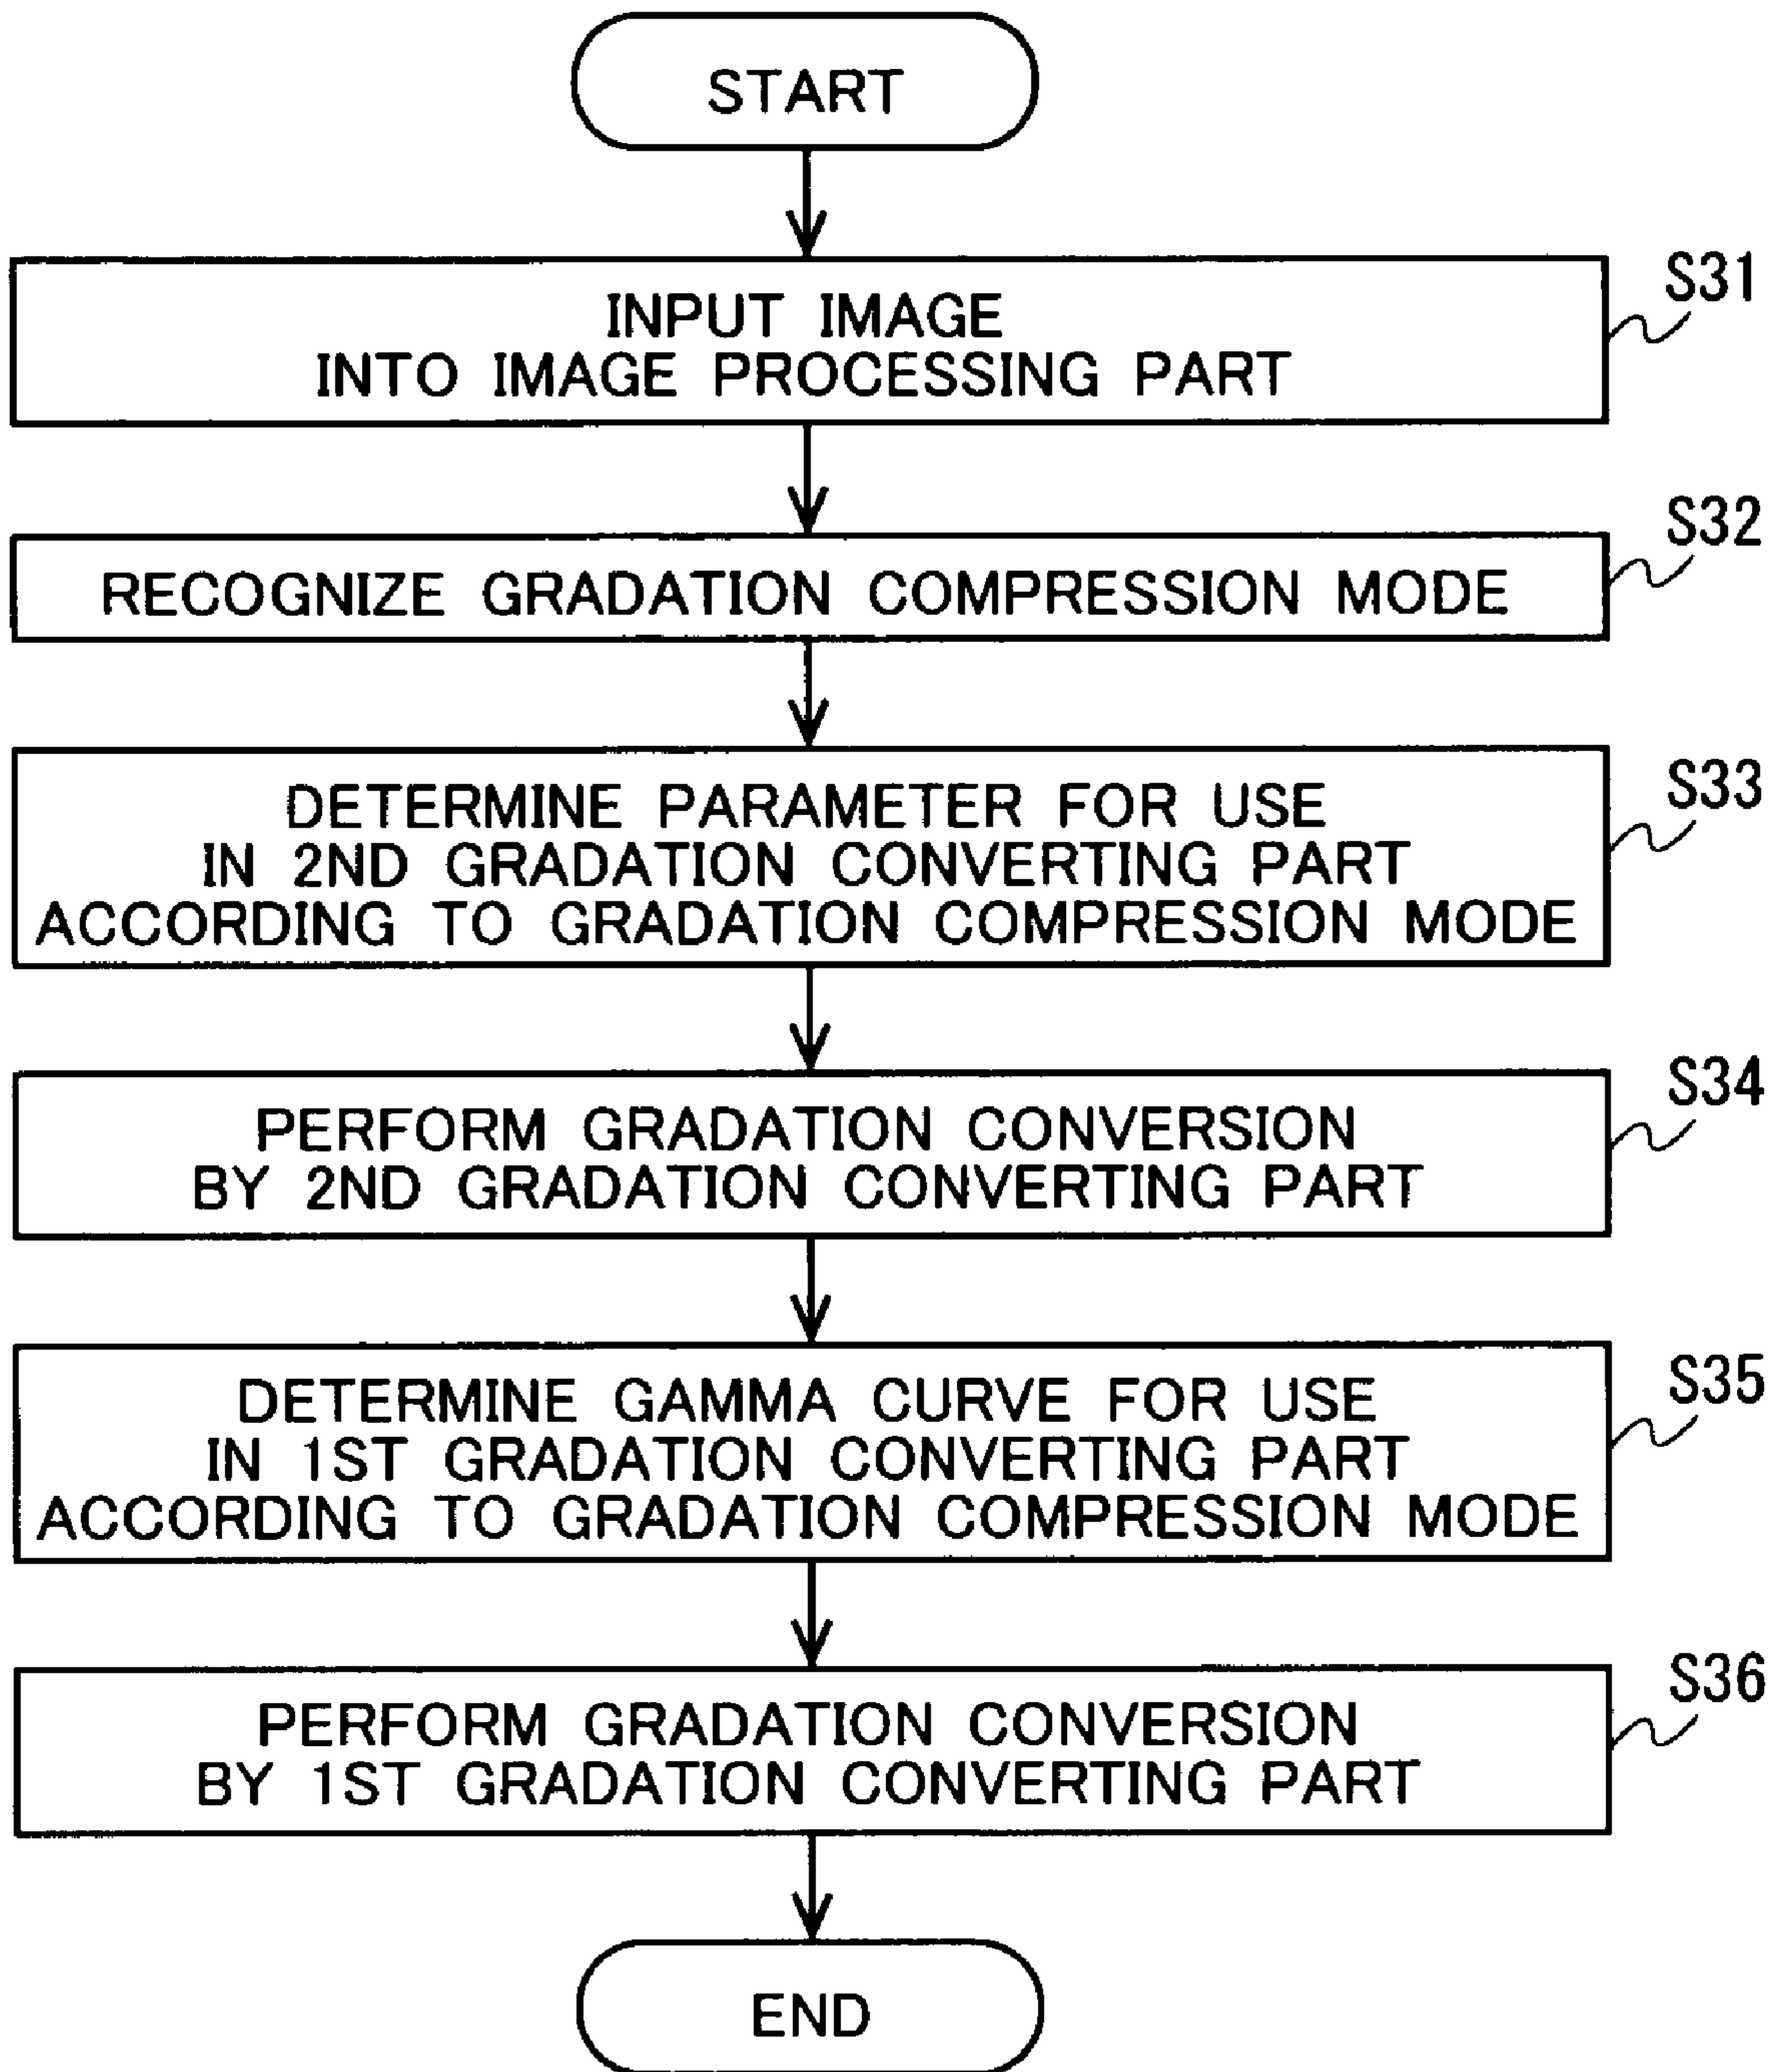 START
S31
INPUT IMAGE
INTO IMAGE PROCESSING PART
S32
RECOGNIZE GRADATION COMPRESSION MODE
S33
DETERMINE PARAMETER FOR USE
IN 2ND GRADATION CONVERTING PART
ACCORDING TO GRADATION COMPRESSION MODE
S34
PERFORM GRADATION CONVERSION
BY 2ND GRADATION CONVERTING PART
S35
DETERMINE GAMMA CURVE FOR USE
IN 1ST GRADATION CONVERTING PART
ACCORDING TO GRADATION COMPRESSION MODE
S36
PERFORM GRADATION CONVERSION
BY 1ST GRADATION CONVERTING PART
END